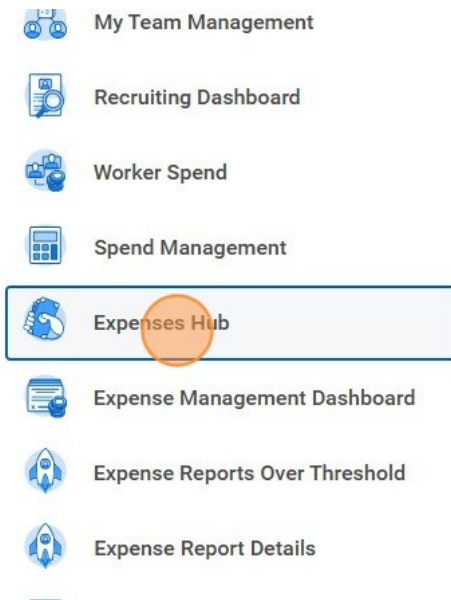 My Team Management
Recruiting Dashboard
Worker Spend
Spend Management
Expenses Hub
Expense Management Dashboard
Expense Reports Over Threshold
Expense Report Details